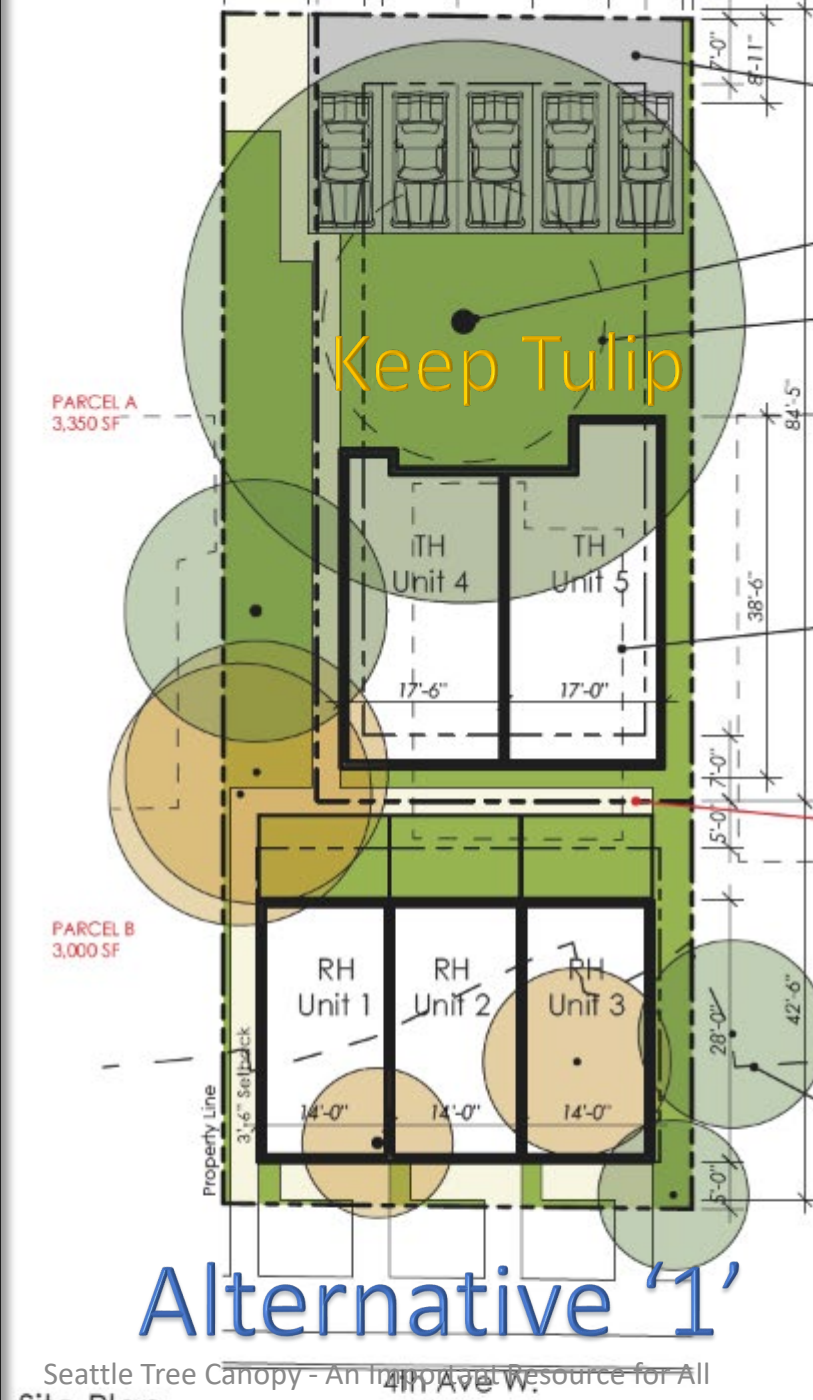 7'-0"
8'-11"
Keep Tulip
PARCEL A
3,350 SF
84'-5"
TH
Unit 4
TH
Unit 5
38'-6"
17'-6"
17'-0"
7'-0"
5'-0"
PARCEL B
3,000 SF
RH
Unit 1
RH
Unit 2
RH
Unit 3
28'-0"
42'-6"
Property Line
3'-6" Setback
14'-0"
14'-0"
14'-0"
5'-0"
Alternative ‘1’
Seattle Tree Canopy - An Important Resource for All
4th Ave W.